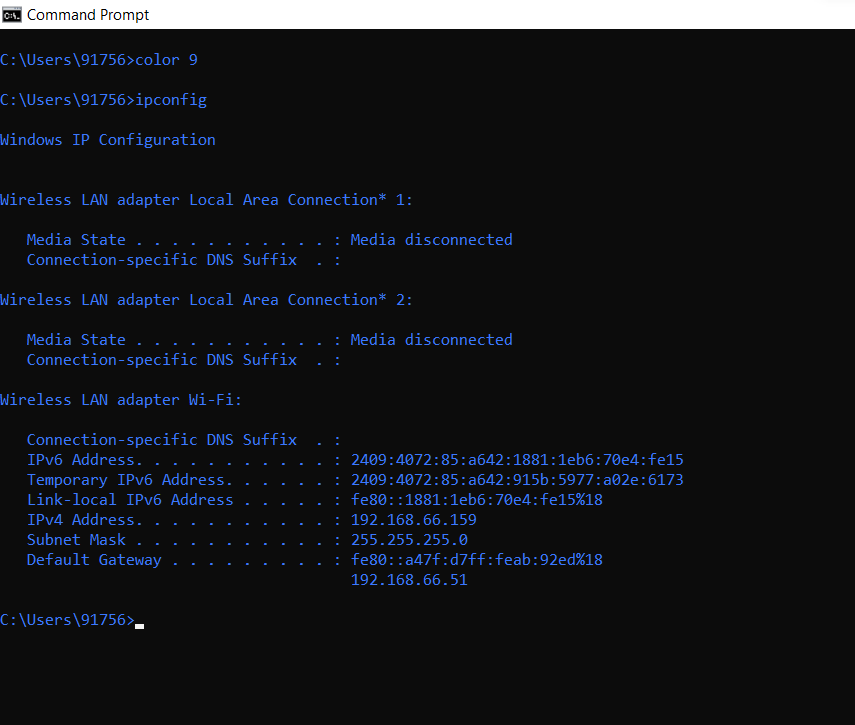 Command Prompt
C:\Users\91756>color 9
C:\Users\91756>ipconfig
Windows IP Configuration
Wireless LAN adapter Local Area Connection* 1:
Media State . . . . . . . . . . . : Media disconnected
Connection-specific DNS Suffix  . :
Wireless LAN adapter Local Area Connection* 2:
Media State . . . . . . . . . . . : Media disconnected
Connection-specific DNS Suffix  . :
Wireless LAN adapter Wi-Fi:
Connection-specific DNS Suffix  . :
IPv6 Address. . . . . . . . . . . : 2409:4072:85:a642:1881:1eb6:70e4:fe15
Temporary IPv6 Address. . . . . . : 2409:4072:85:a642:915b:5977:a02e:6173
Link-local IPv6 Address . . . . . : fe80::1881:1eb6:70e4:fe15%18
IPv4 Address. . . . . . . . . . . : 192.168.66.159
Subnet Mask . . . . . . . . . . . : 255.255.255.0
Default Gateway . . . . . . . . . : fe80::a47f:d7ff:feab:92ed%18
192.168.66.51
C:\Users\91756>